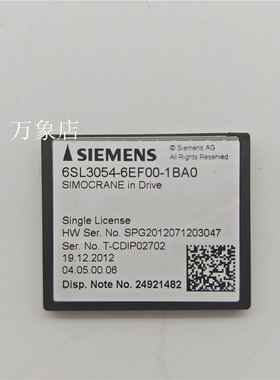 万象店
SIEMENS
© Siemens AG
All Rights Reserved
6SL3054-6EF00-1BA0
SIMOCRANE in Drive
Single License
HW Ser. No. SPG2012071203047
Ser. No. T-CDIP02702
19.12.2012
04.05.00.06
Disp. Note No. 24921482